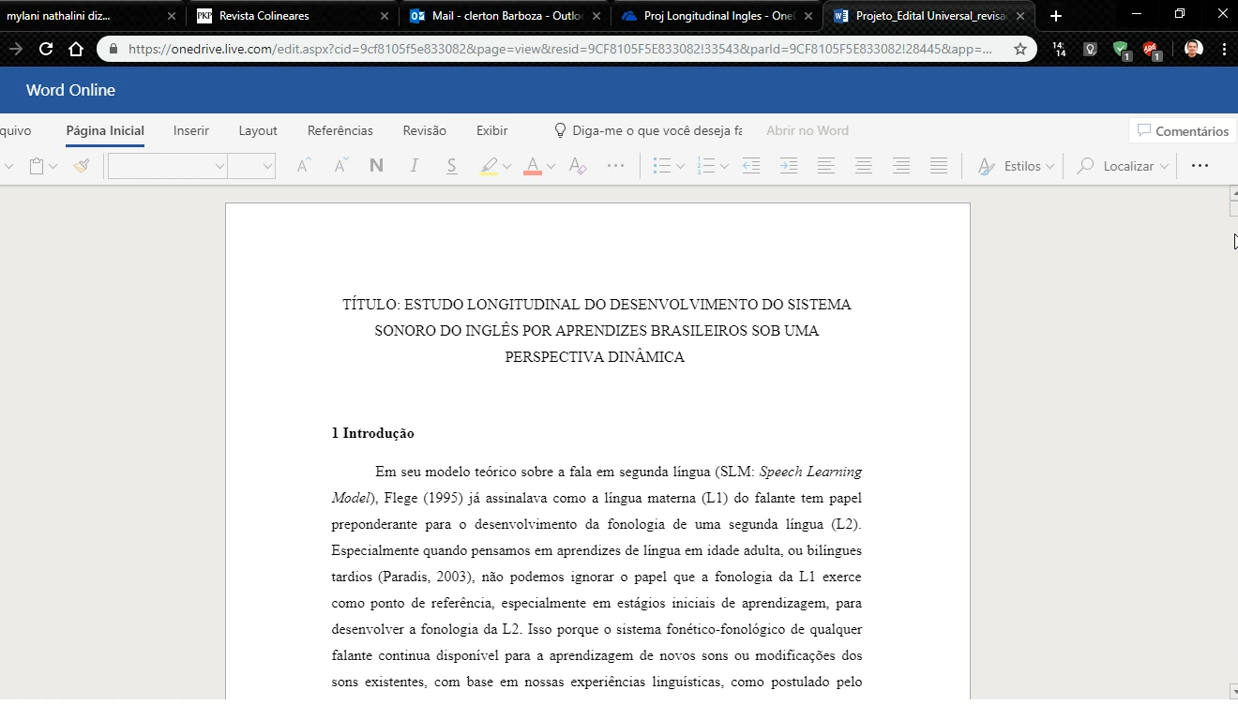 mylani nathalini diz...
Revista Colineares
Mail - clerton Barboza - Outlo
Proj Longitudinal Ingles - One
Projeto_Edital Universal_revisa
https://onedrive.live.com/edit.aspx?cid=9cf8105f5e833082&page=view&resid=9CF8105F5E833082!33543&parId=9CF8105F5E833082!28445&app=...
14:
14
1
1
Word Online
quivo Página Inicial Inserir Layout Referências Revisão Exibir Diga-me o que você deseja fa Abrir no Word Comentários
A A N I S A A ... Estilos Localizar ...
TÍTULO: ESTUDO LONGITUDINAL DO DESENVOLVIMENTO DO SISTEMA
SONORO DO INGLÊS POR APRENDIZES BRASILEIROS SOB UMA
PERSPECTIVA DINÂMICA
1 Introdução
Em seu modelo teórico sobre a fala em segunda língua (SLM: Speech Learning
Model), Flege (1995) já assinalava como a língua materna (L1) do falante tem papel
preponderante para o desenvolvimento da fonologia de uma segunda língua (L2).
Especialmente quando pensamos em aprendizes de língua em idade adulta, ou bilíngues
tardios (Paradis, 2003), não podemos ignorar o papel que a fonologia da L1 exerce
como ponto de referência, especialmente em estágios iniciais de aprendizagem, para
desenvolver a fonologia da L2. Isso porque o sistema fonético-fonológico de qualquer
falante continua disponível para a aprendizagem de novos sons ou modificações dos
sons existentes, com base em nossas experiências linguísticas, como postulado pelo